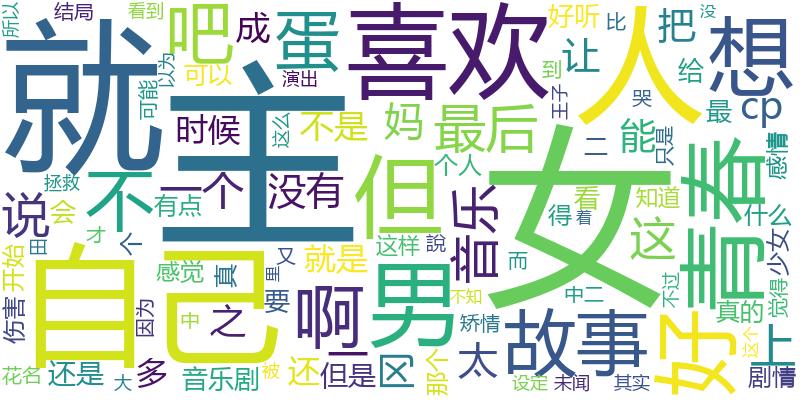 所以
结局
看到
吧
成
蛋
喜欢
人
好听
比
把
没
想
就
主
以为
可以
演出
让
到
给
最
cp
可能
时候
这么
不是
妈
最后
王子
哭
能
二
只是
感情
青春
说
拯救
不
一个
没有
但
个人
女
看
知道
什么
少女
会
有点
音乐
得
着
这
田
才
个
又
这样
說
而
开始
自己
感觉
真
里
就是
男
中二
不过
觉得
伤害
因为
中
之
要
啊
不知
故事
真的
好
上
矫情
这个
花名
还是
大
多
音乐剧
被
还
但是
冈
那个
太
设定
未闻
其实
剧情